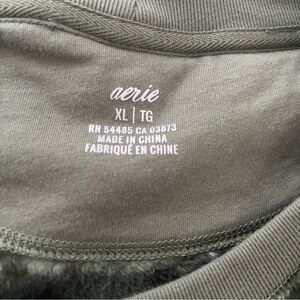 aerie
XL | TG
RN 54485 CA 03873
MADE IN CHINA
FABRIQUÉ EN CHINE